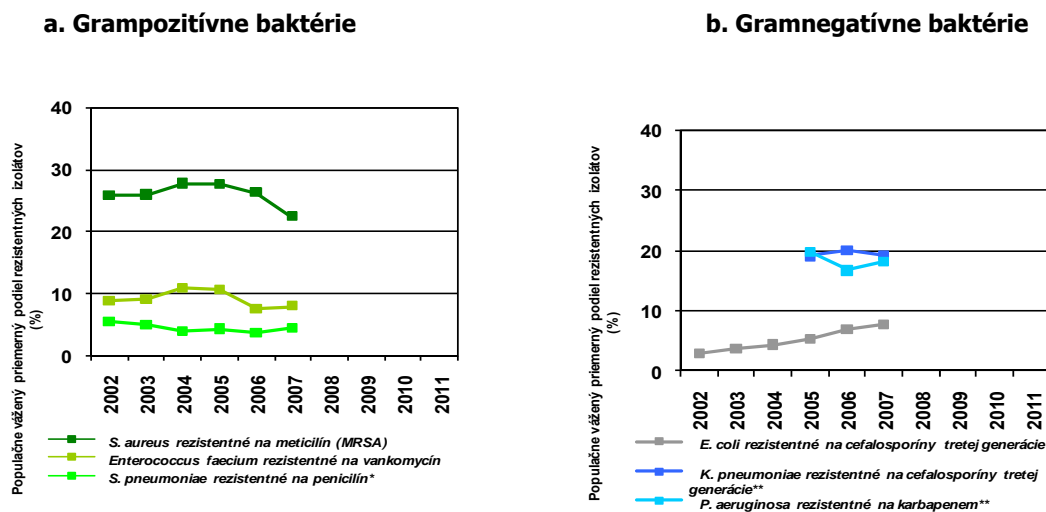 a. Grampozitívne baktérie
Populačne vážený priemerný podiel rezistentných izolátov
(%)
40
30
20
10
0
2002
2003
2004
2005
2006
2007
2008
2009
2010
2011
S. aureus rezistentné na meticilín (MRSA)
Enterococcus faecium rezistentné na vankomycín
S. pneumoniae rezistentné na penicilín*
b. Gramnegatívne baktérie
Populačne vážený priemerný podiel rezistentných izolátov
(%)
40
30
20
10
0
2002
2003
2004
2005
2006
2007
2008
2009
2010
2011
E. coli rezistentné na cefalosporíny tretej generácie
K. pneumoniae rezistentné na cefalosporíny tretej
generácie**
P. aeruginosa rezistentné na karbapenem**